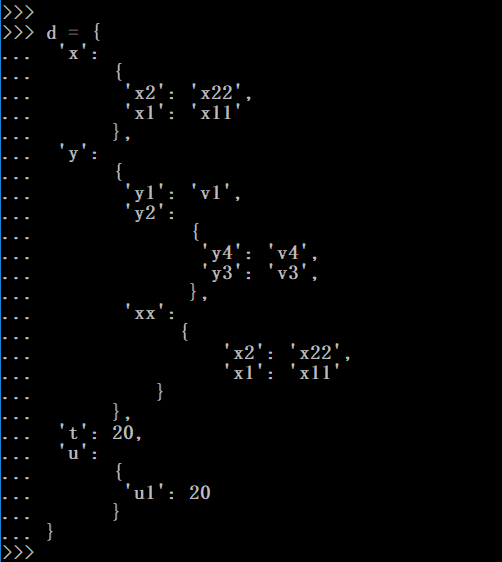 >>>
>>> d = {
...   'x':
...        {
...         'x2': 'x22',
...         'x1': 'x11'
...        },
...   'y':
...        {
...         'y1': 'v1',
...         'y2':
...               {
...                'y4': 'v4',
...                'y3': 'v3',
...               },
...         'xx':
...              {
...                  'x2': 'x22',
...                  'x1': 'x11'
...            }
...        },
...   't': 20,
...   'u':
...        {
...         'u1': 20
...        }
... }
>>>